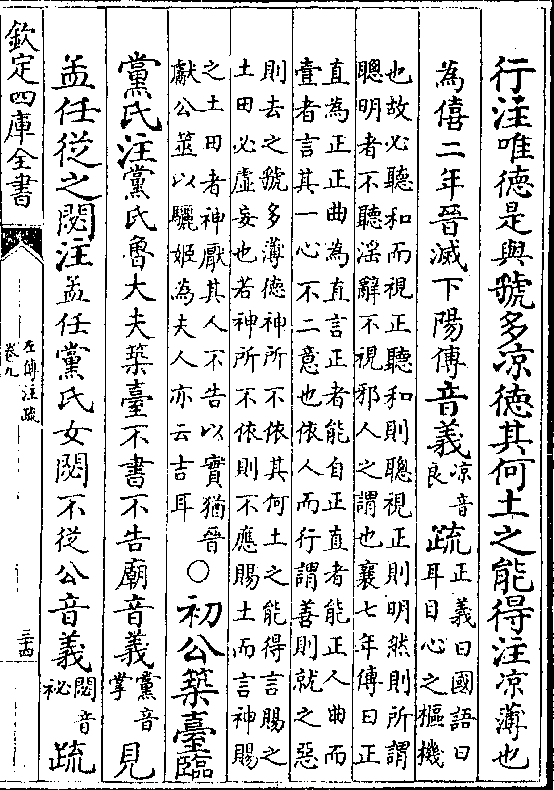 行注唯德是與虢多凉徳其何土之能得注凉薄也
為僖二年晉滅下陽傳音義凉音
良疏正義曰國語曰
耳目心之樞機
也故必聽和而視正聽和則聰視正則明然則所謂
聰明者不聽淫辭不視邪人之謂也襄七年傳曰正
直為正正曲為直言正者能自正直者能正人曲而
壹者言其一心不二意也依人而行謂善則就之惡
則去之虢多薄徳神所不依其何土之能得言賜之
土田必虚妄也若神所不依則不應賜土而言神賜
之土田者神厭其人不告以實猶晉
獻公筮以驪姬為夫人亦云吉耳
○初公築臺臨
黨氏注黨氏魯大夫築臺不書不告廟音義黨音
掌見
孟任從之閟注孟任黨氏女閟不從公音義閟音
祕疏
欽定四庫全書
左傳注疏
卷九
三十四